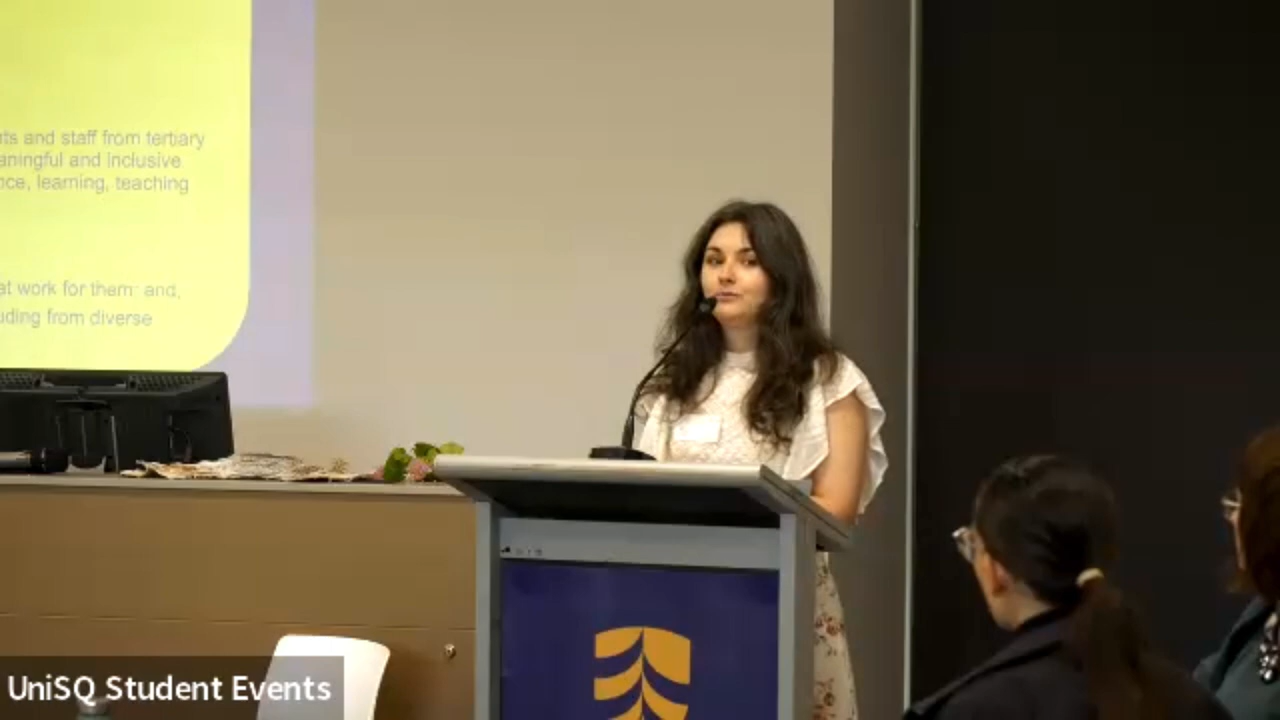 ts and staff from tertiary
aningful and inclusive
nce, learning, teaching
at work for them: and,
uding from diverse
UniSQ Student Events